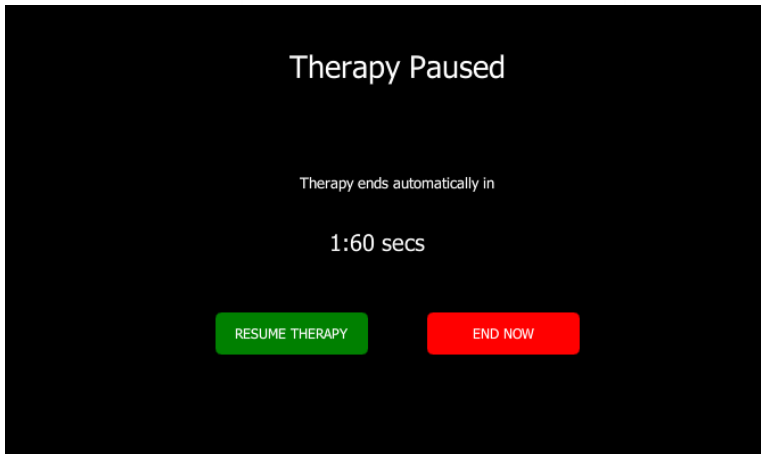 Therapy Paused
Therapy ends automatically in
1:60 secs
RESUME THERAPY
END NOW